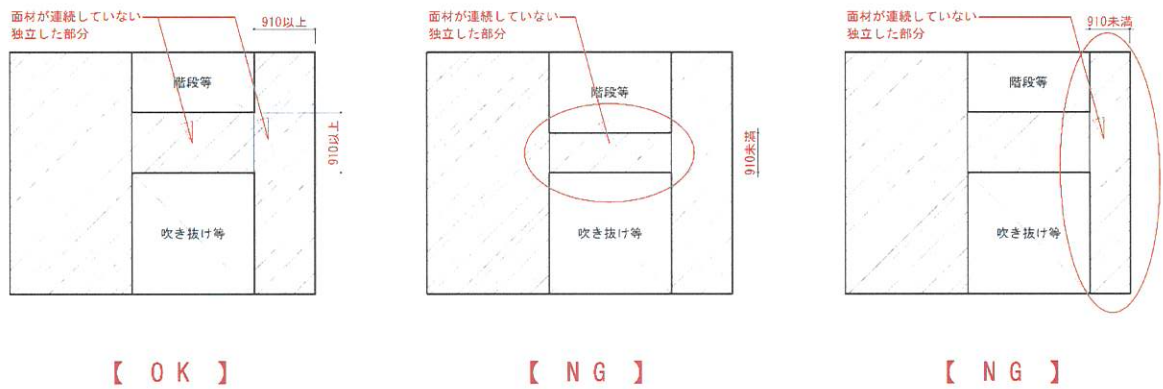 面材が連続していない
独立した部分
910以上
階段等
910以上
吹き抜け等
【 OK 】
面材が連続していない
独立した部分
階段等
910未満
吹き抜け等
【 NG 】
面材が連続していない
独立した部分
910未満
階段等
吹き抜け等
【 NG 】